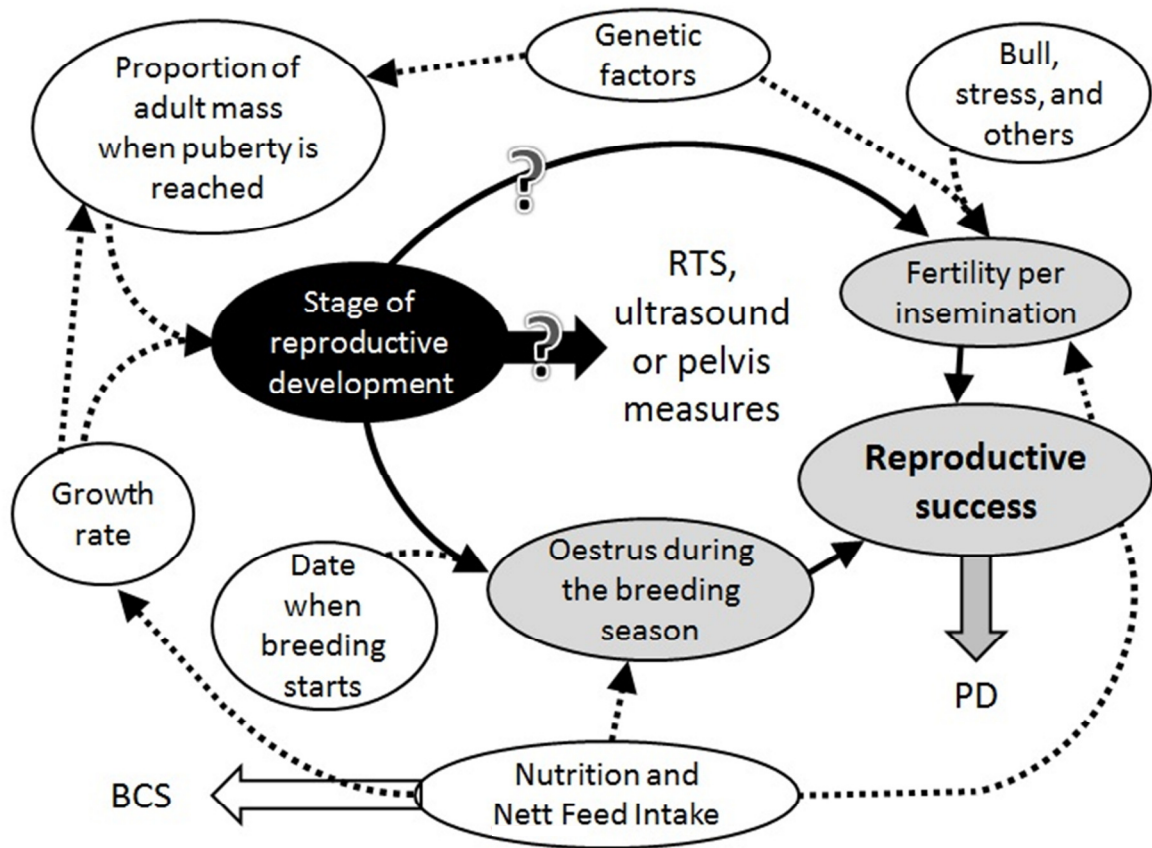 Proportion of
adult mass
when puberty is
reached
Genetic
factors
Bull,
stress, and
others
?
Stage of
reproductive
development
?
RTS,
ultrasound
or pelvis
measures
Fertility per
insemination
Growth
rate
Reproductive
success
Date
when
breeding
starts
Oestrus during
the breeding
season
PD
BCS
Nutrition and
Nett Feed Intake